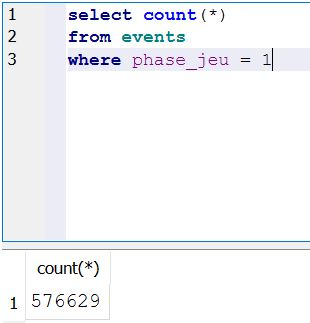 1 select count(*)
2 from events
3 where phase_jeu = 1
count(*)
1 576629